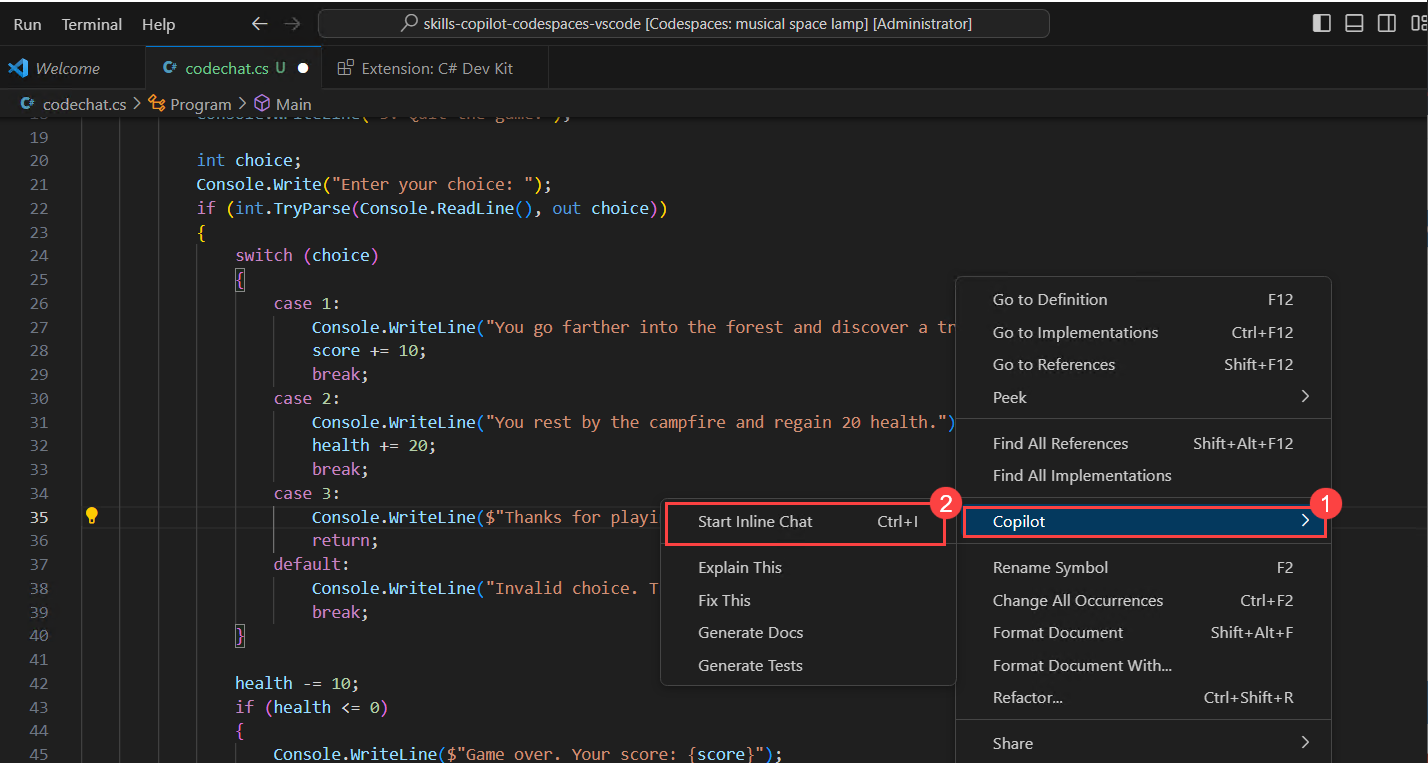 Run Terminal Help skills-copilot-codespaces-vscode [Codespaces: musical space lamp] [Administrator]
Welcome codechat.cs U Extension: C# Dev Kit
codechat.cs > Program > Main
18 Console.WriteLine("3. Quit the game.");
19
20 int choice;
21 Console.Write("Enter your choice: ");
22 if (int.TryParse(Console.ReadLine(), out choice))
23 {
24 switch (choice)
25 {
26 case 1:
27 Console.WriteLine("You go farther into the forest and discover a tr
28 score += 10;
29 break;
30 case 2:
31 Console.WriteLine("You rest by the campfire and regain 20 health.")
32 health += 20;
33 break;
34 case 3:
35 Console.WriteLine($"Thanks for playi
36 return;
37 default:
38 Console.WriteLine("Invalid choice. T
39 break;
40 }
41
42 health -= 10;
43 if (health <= 0)
44 {
45 Console.WriteLine($"Game over. Your score: {score}");
Go to Definition F12
Go to Implementations Ctrl+F12
Go to References Shift+F12
Peek
Find All References Shift+Alt+F12
Find All Implementations
1
Copilot
Rename Symbol F2
Change All Occurrences Ctrl+F2
Format Document Shift+Alt+F
Format Document With...
Refactor... Ctrl+Shift+R
Share
2
Start Inline Chat Ctrl+I
Explain This
Fix This
Generate Docs
Generate Tests